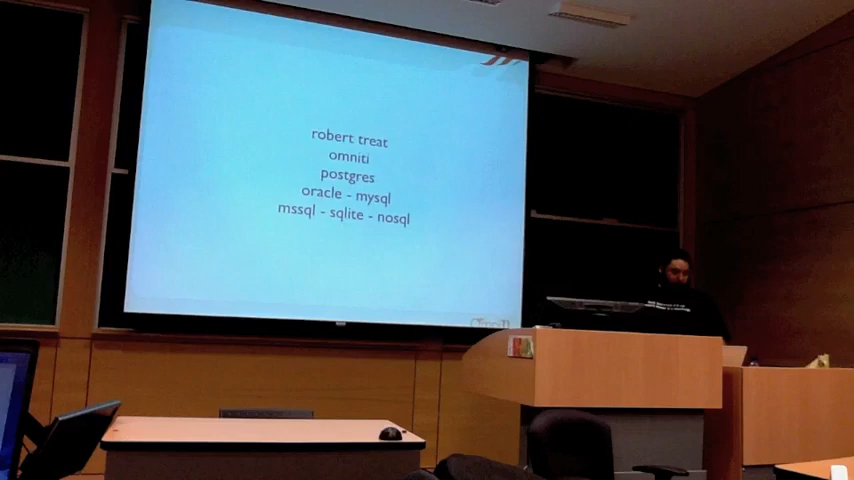 robert treat
omniti
postgres
oracle - mysql
mssql - sqlite - nosql